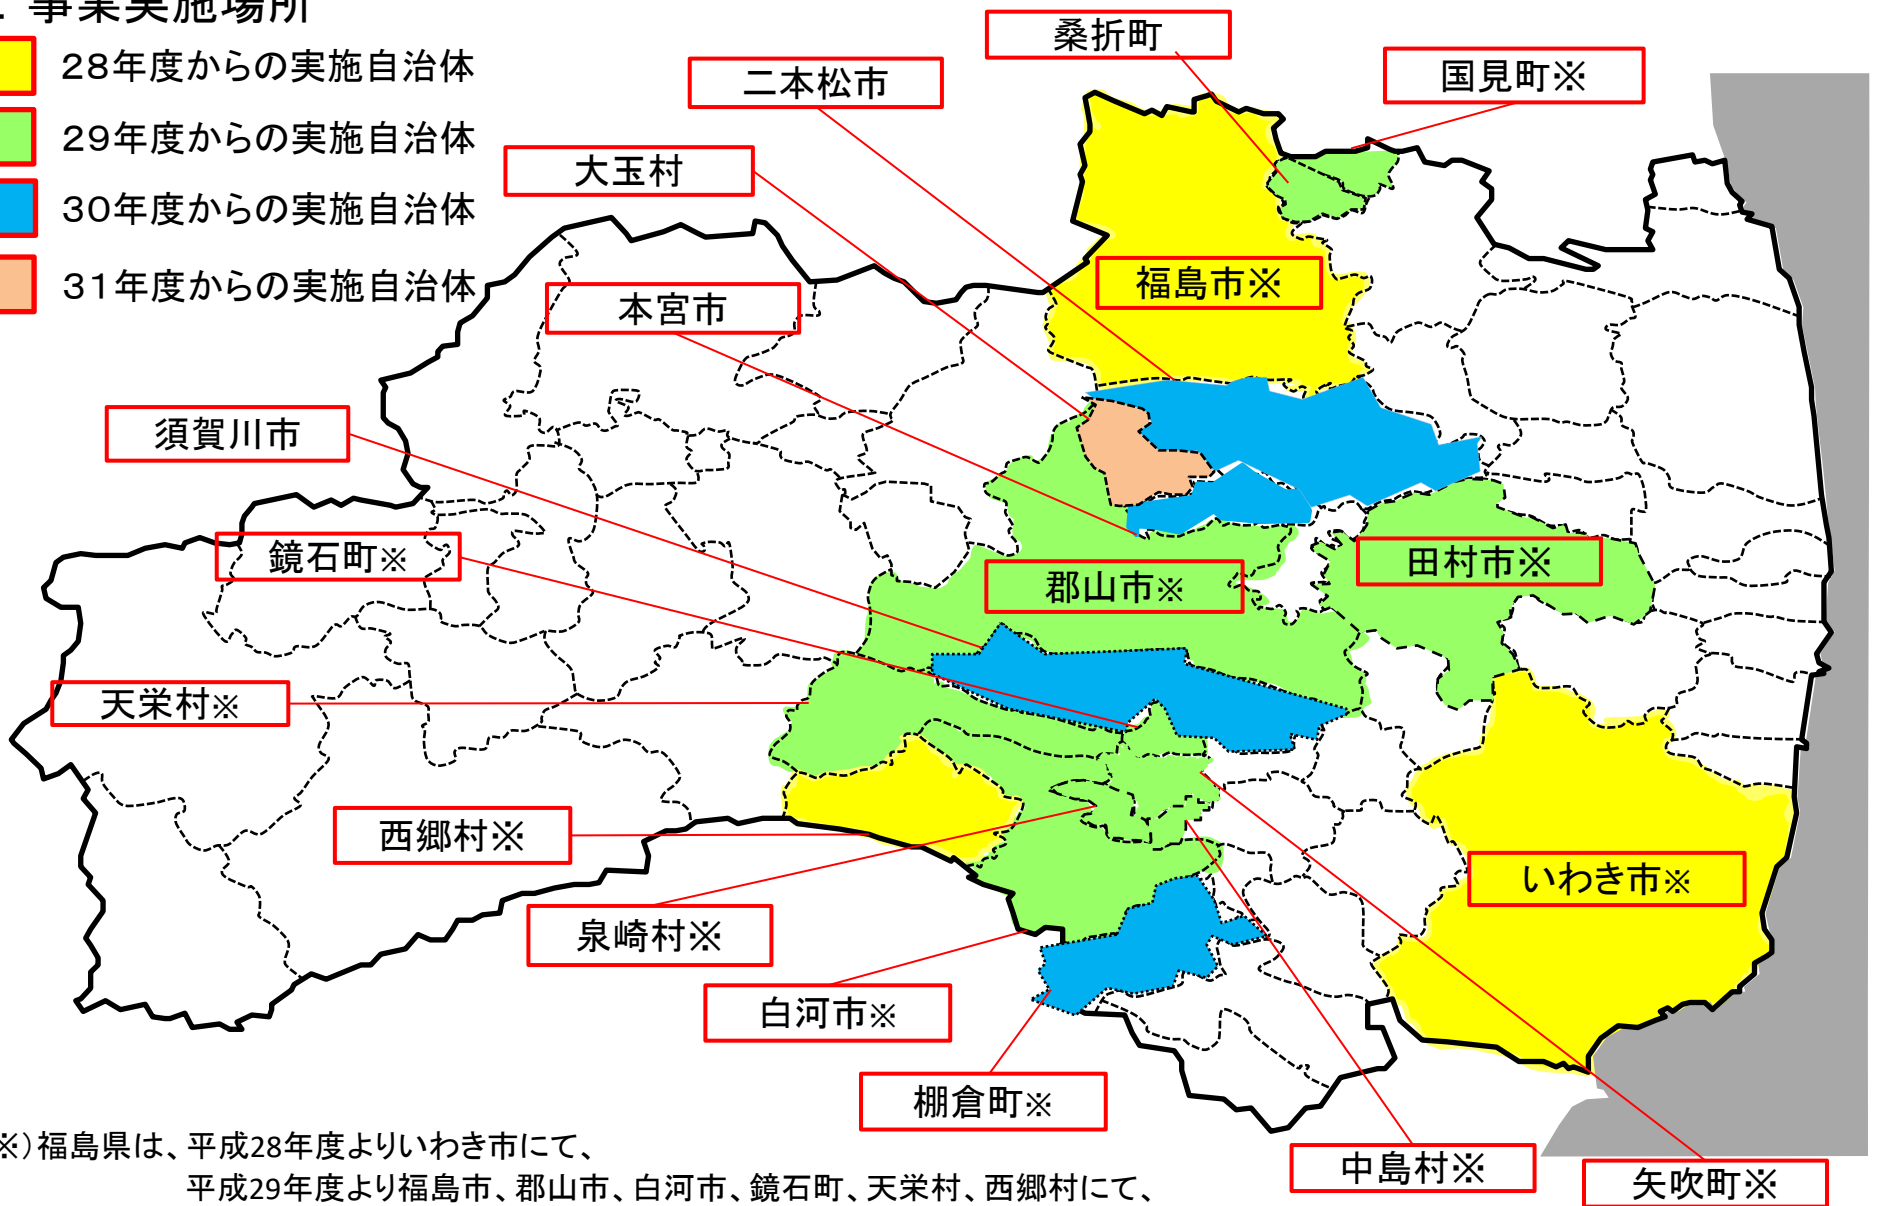 事業実施場所
28年度からの実施自治体
29年度からの実施自治体
30年度からの実施自治体
31年度からの実施自治体
桑折町
国見町※
二本松市
大玉村
福島市※
本宮市
須賀川市
鏡石町※
郡山市※
田村市※
天栄村※
西郷村※
いわき市※
泉崎村※
白河市※
棚倉町※
中島村※
矢吹町※
※）福島県は、平成28年度よりいわき市にて、
平成29年度より福島市、郡山市、白河市、鏡石町、天栄村、西郷村にて、